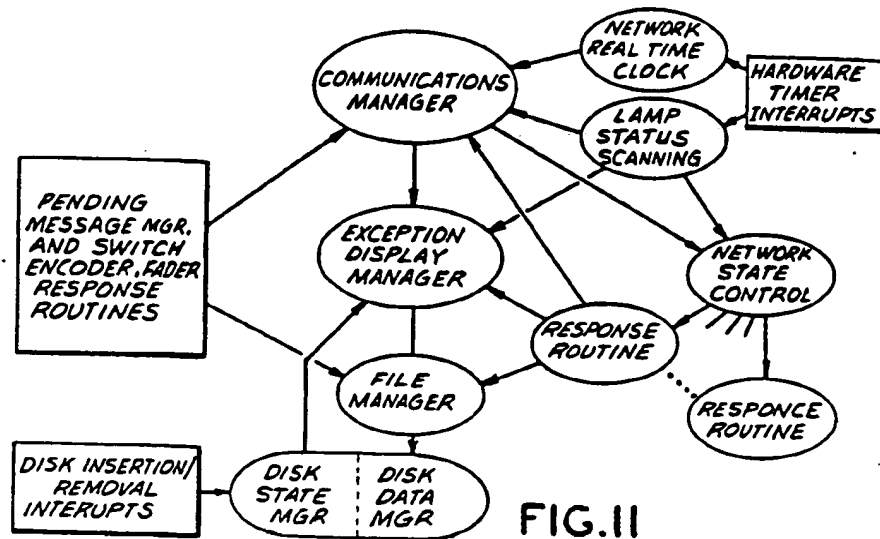 NETWORK
REAL TIME
CLOCK
COMMUNICATIONS
MANAGER
HARDWARE
TIMER
INTERRUPTS
LAMP
STATUS
SCANNING
PENDING
MESSAGE MGR.
AND SWITCH
ENCODER, FADER
RESPONSE
ROUTINES
EXCEPTION
DISPLAY
MANAGER
NETWORK
STATE
CONTROL
RESPONSE
ROUTINE
FILE
MANAGER
RESPONCE
ROUTINE
DISK INSERTION/
REMOVAL
INTERUPTS
DISK
STATE
MGR
DISK
DATA
MGR
FIG.11